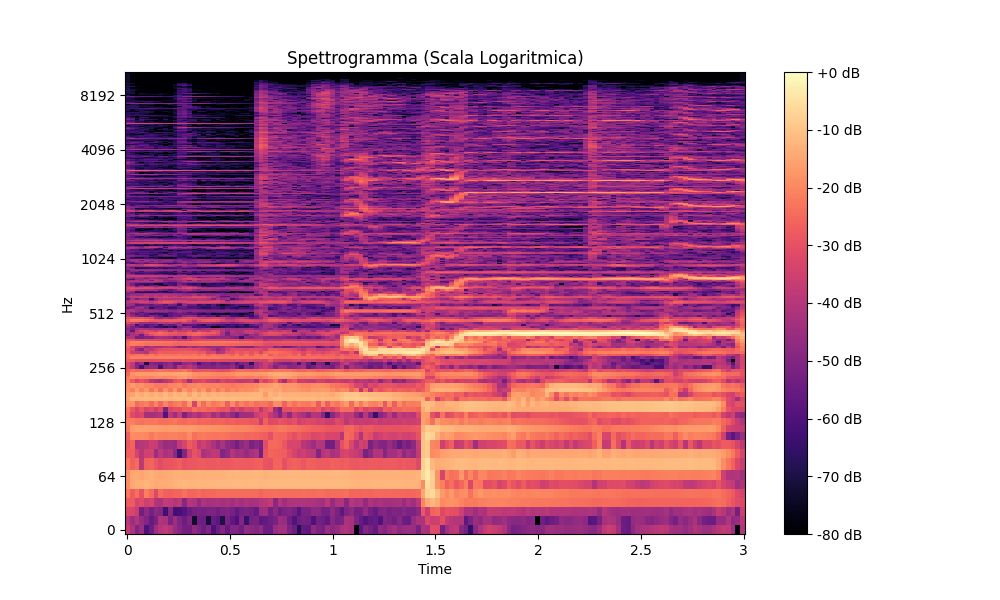 Spettrogramma (Scala Logaritmica)
Hz
8192
4096
2048
1024
512
256
128
64
0
0 0.5 1 1.5 2 2.5 3
Time
+0 dB
-10 dB
-20 dB
-30 dB
-40 dB
-50 dB
-60 dB
-70 dB
-80 dB